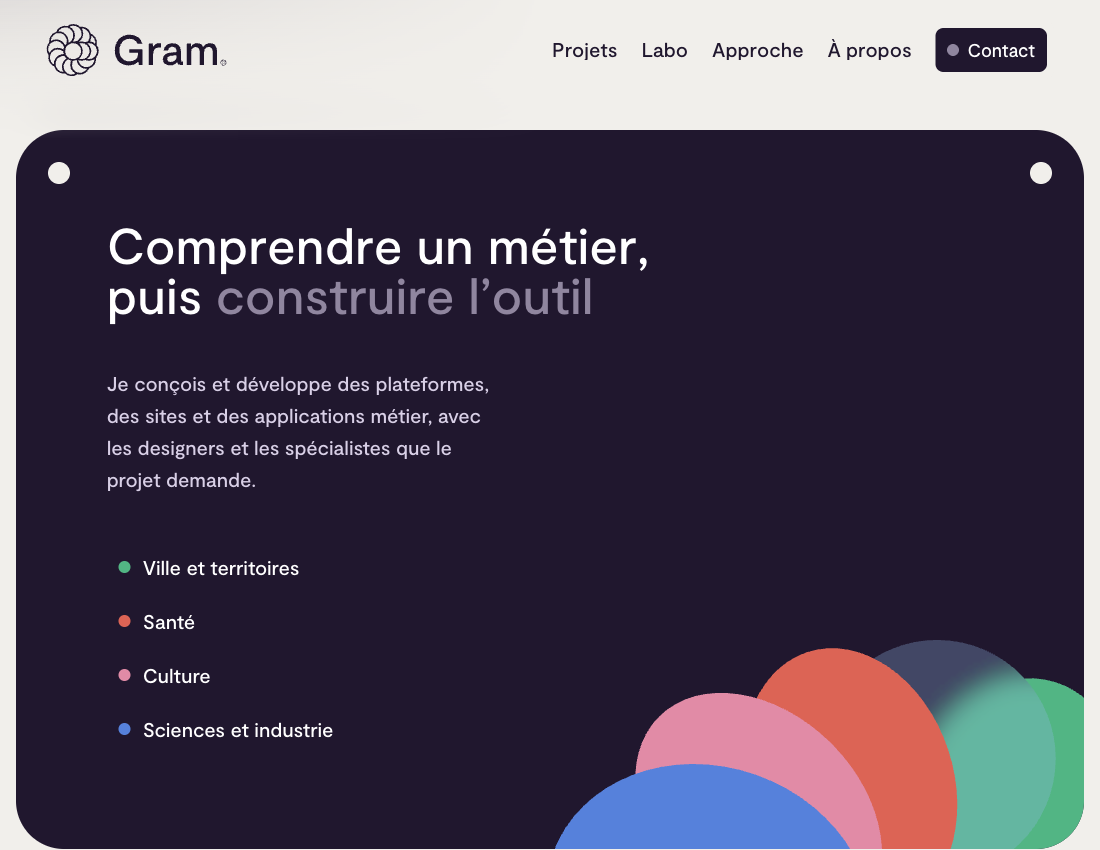 Gram
Projets
Labo
Approche
À propos
Contact
Comprendre un métier,
puis construire l’outil
Je conçois et développe des plateformes,
des sites et des applications métier, avec
les designers et les spécialistes que le
projet demande.
Ville et territoires
Santé
Culture
Sciences et industrie